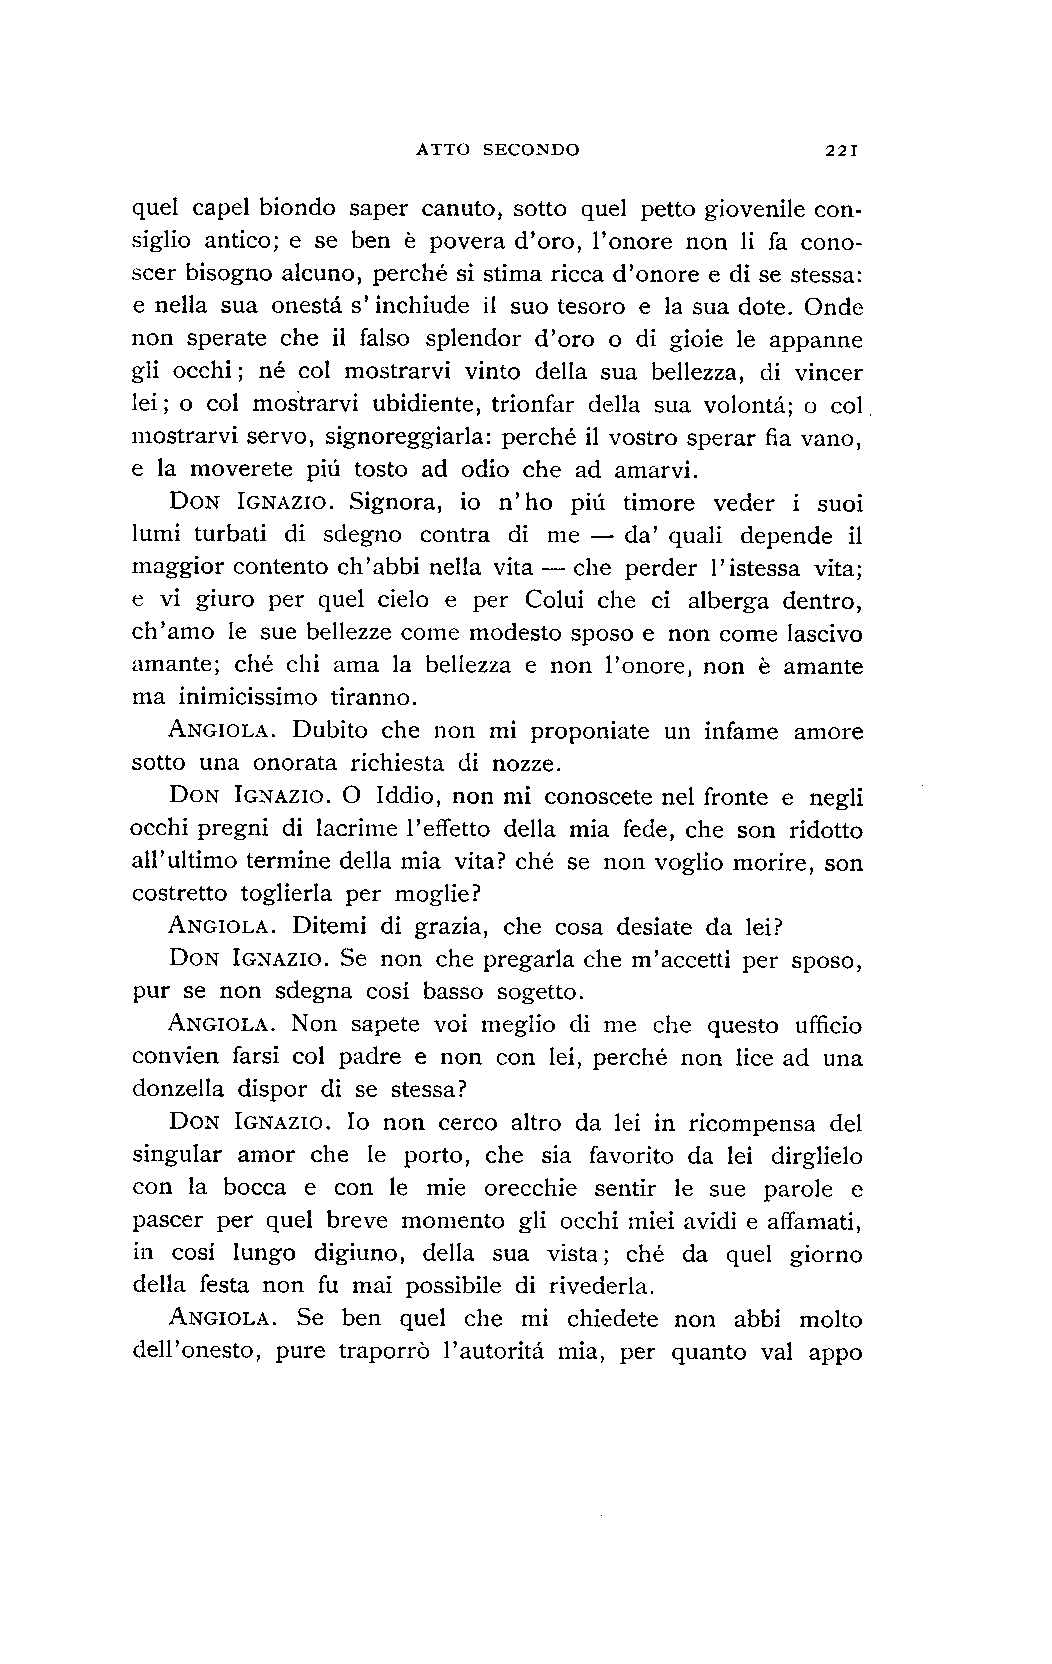 ATTO SECONDO 221
quel capel biondo saper canuto, sotto quel petto giovenile con-
siglio antico; e se ben è povera d'oro, l'onore non li fa cono-
scer bisogno alcuno, perché si stima ricca d'onore e di se stessa:
e nella sua onestá s'inchiude il suo tesoro e la sua dote. Onde
non sperate che il falso splendor d'oro o di gioie le appanne
gli occhi; né col mostrarvi vinto della sua bellezza, di vincer
lei; o col mostrarvi ubidiente, trionfar della sua volontá; o col
mostrarvi servo, signoreggiarla: perché il vostro sperar fia vano,
e la moverete piú tosto ad odio che ad amarvi.
DON IGNAZIO. Signora, io n'ho piú timore veder i suoi
lumi turbati di sdegno contra di me — da' quali depende il
maggior contento ch'abbi nella vita — che perder l'istessa vita;
e vi giuro per quel cielo e per Colui che ci alberga dentro,
ch'amo le sue bellezze come modesto sposo e non come lascivo
amante; ché chi ama la bellezza e non l'onore, non è amante
ma inimicissimo tiranno.
ANGIOLA. Dubito che non mi proponiate un infame amore
sotto una onorata richiesta di nozze.
DON IGNAZIO. O Iddio, non mi conoscete nel fronte e negli
occhi pregni di lacrime l'effetto della mia fede, che son ridotto
all'ultimo termine della mia vita? ché se non voglio morire, son
costretto toglierla per moglie?
ANGIOLA. Ditemi di grazia, che cosa desiate da lei?
DON IGNAZIO. Se non che pregarla che m'accetti per sposo,
pur se non sdegna cosí basso sogetto.
ANGIOLA. Non sapete voi meglio di me che questo ufficio
convien farsi col padre e non con lei, perché non lice ad una
donzella dispor di se stessa?
DON IGNAZIO. Io non cerco altro da lei in ricompensa del
singular amor che le porto, che sia favorito da lei dirglielo
con la bocca e con le mie orecchie sentir le sue parole e
pascer per quel breve momento gli occhi miei avidi e affamati,
in cosí lungo digiuno, della sua vista; ché da quel giorno
della festa non fu mai possibile di rivederla.
ANGIOLA. Se ben quel che mi chiedete non abbi molto
dell'onesto, pure traporrò l'autoritá mia, per quanto val appo